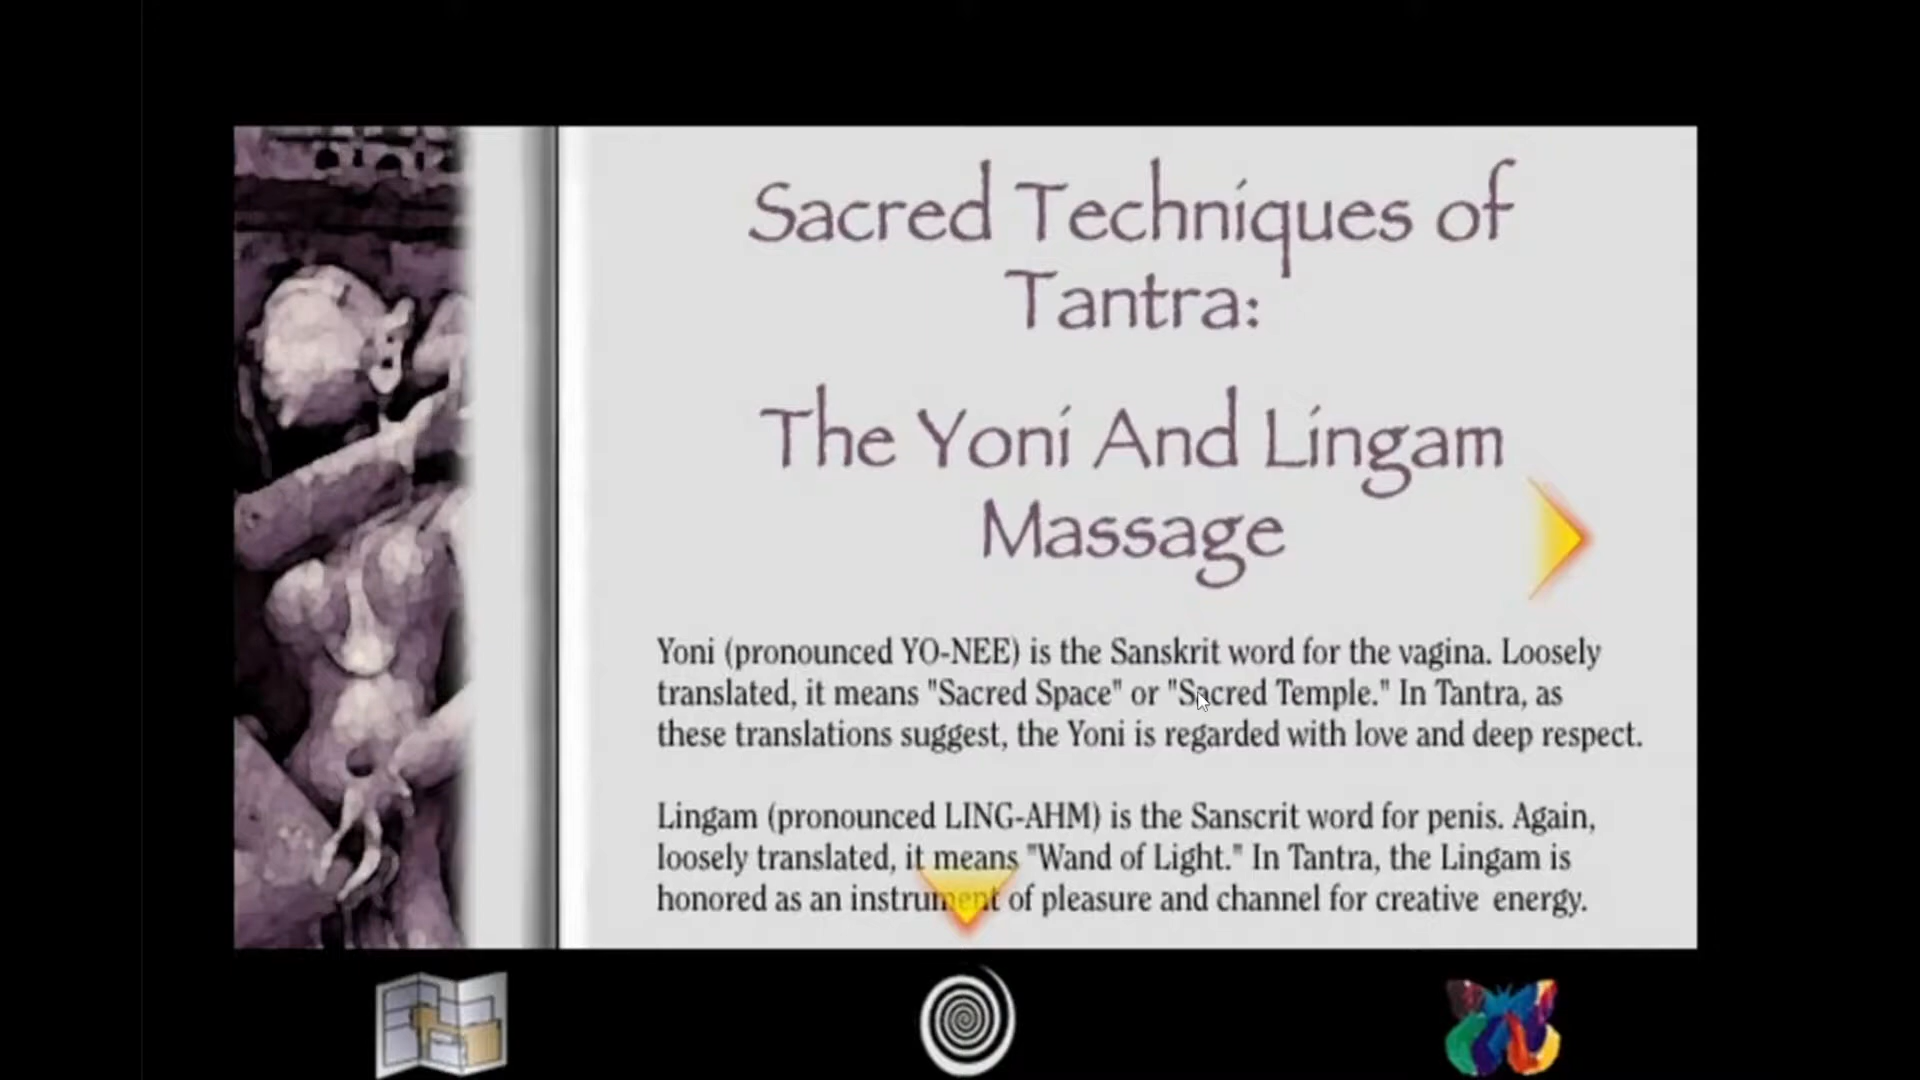 Sacred Techniques of
Tantra:
The Yoni And Lingam
Massage
Yoni (pronounced YO-NEE) is the Sanskrit word for the vagina. Loosely
translated, it means "Sacred Space" or "Sacred Temple." In Tantra, as
these translations suggest, the Yoni is regarded with love and deep respect.
Lingam (pronounced LING-AHM) is the Sanscrit word for penis. Again,
loosely translated, it means "Wand of Light." In Tantra, the Lingam is
honored as an instrument of pleasure and channel for creative energy.